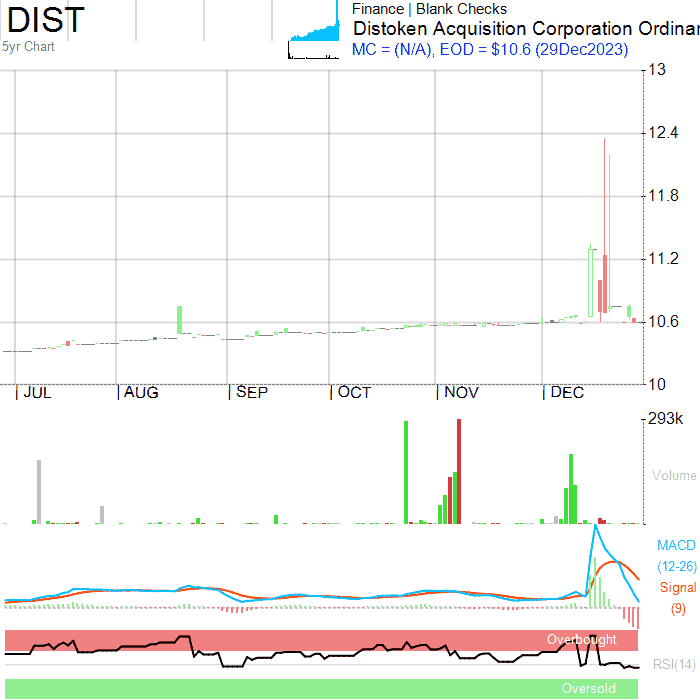 DIST
5yr Chart
Finance | Blank Checks
Distoken Acquisition Corporation Ordinar
MC = (N/A), EOD = $10.6 (29Dec2023)
13
12.4
11.8
11.2
10.6
10
JUL AUG SEP OCT NOV DEC
293k
Volume
MACD
(12-26)
Signal
(9)
Overbought
RSI(14)
Oversold